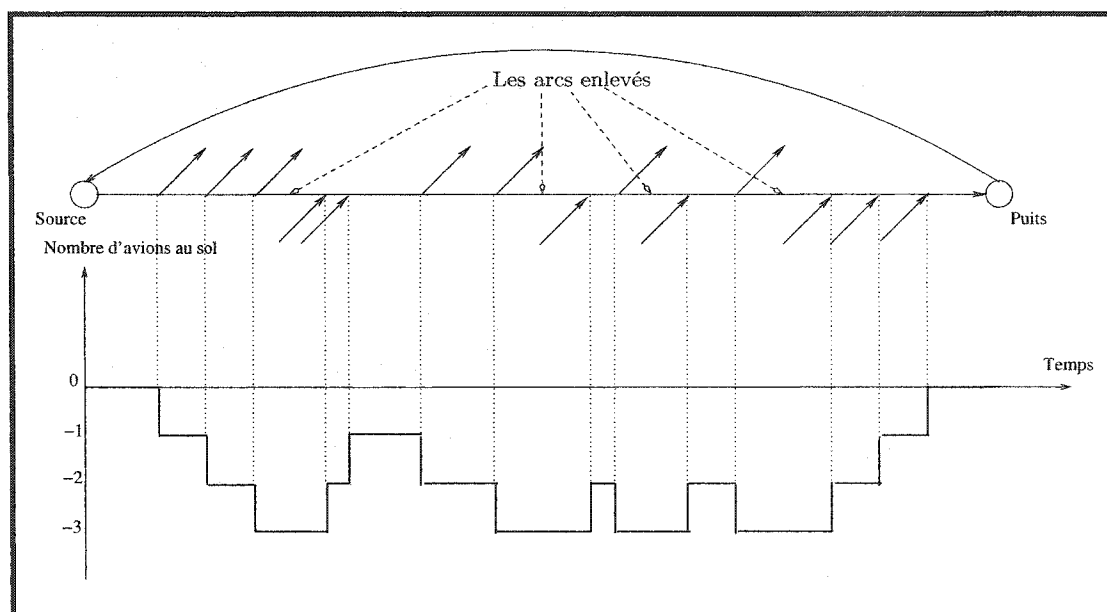 Les arcs enlevés
Source
Puits
Nombre d'avions au sol
Temps
0
-1
-2
-3